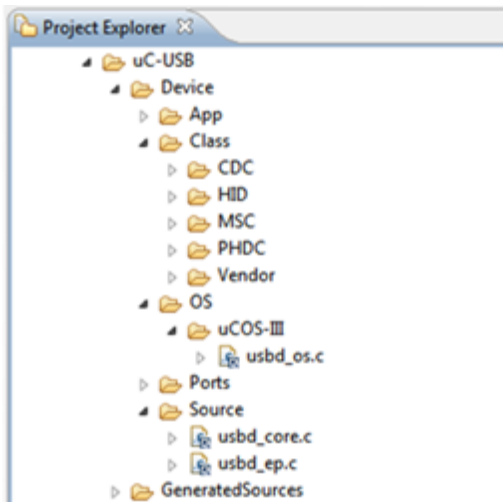 Project Explorer
uC-USB
Device
App
Class
CDC
HID
MSC
PHDC
Vendor
OS
uCOS-III
usbd_os.c
Ports
Source
usbd_core.c
usbd_ep.c
GeneratedSources